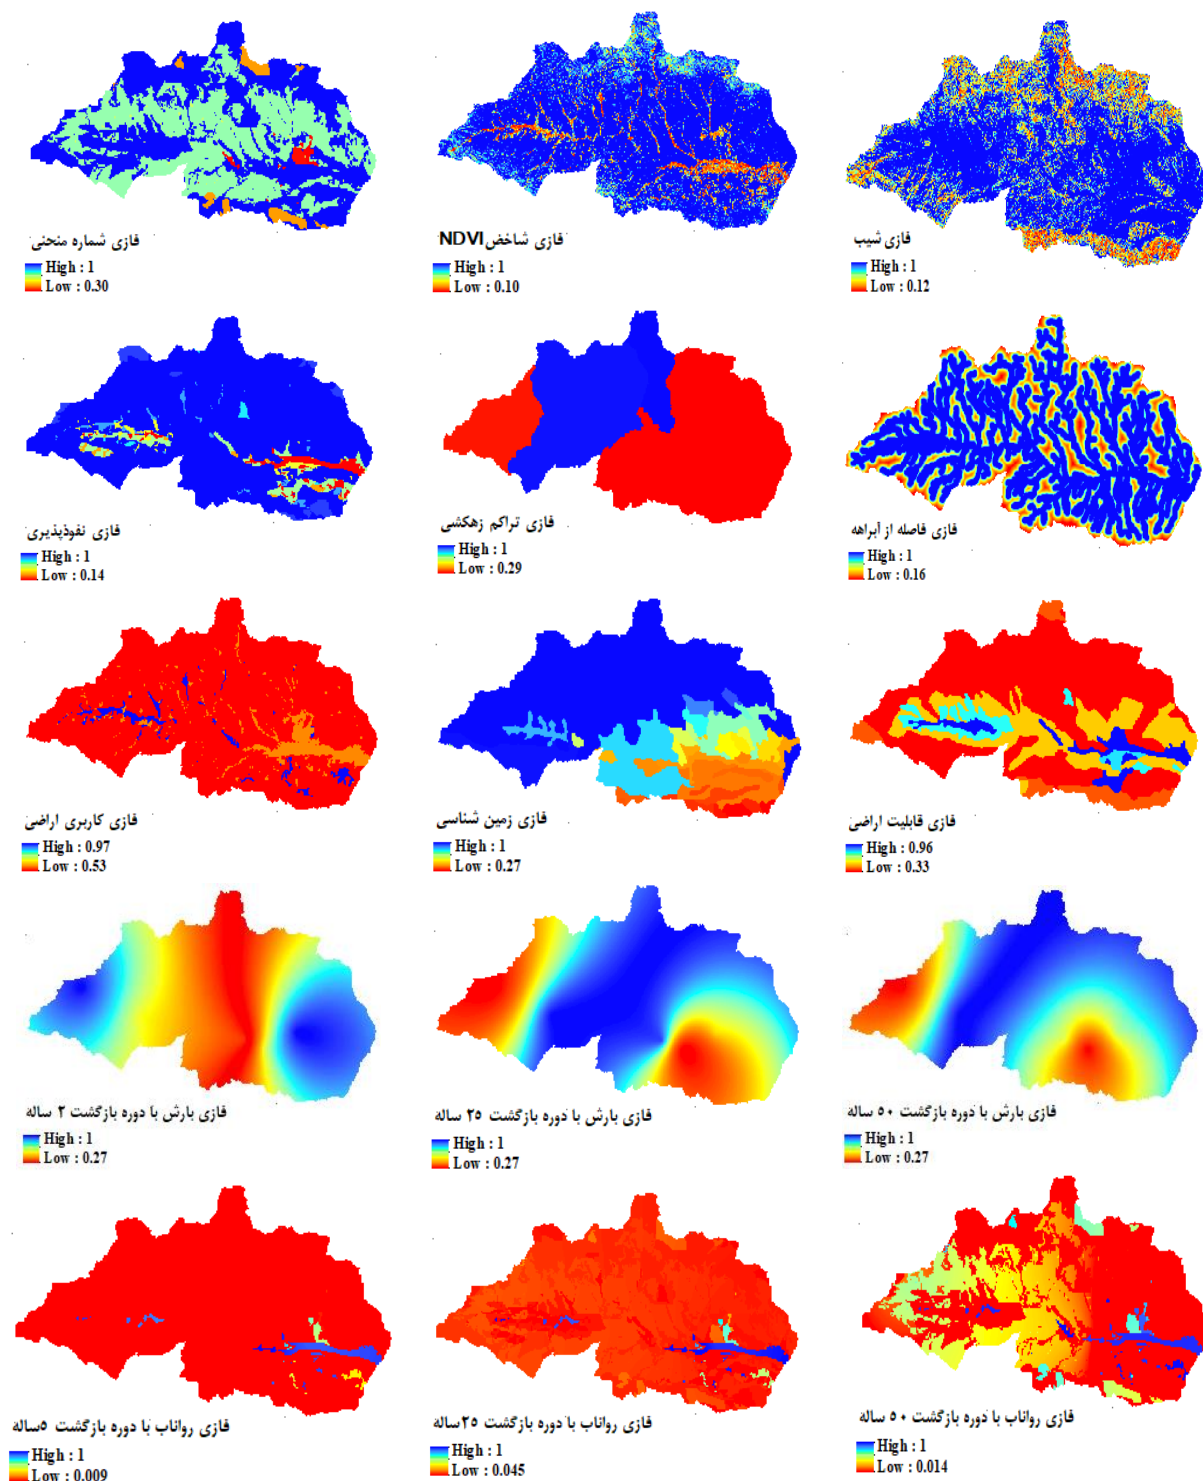 فازی شماره منحنی
High : 1
Low : 0.30
فازی شاخص NDVI
High : 1
Low : 0.10
فازی شیب
High : 1
Low : 0.12
فازی نفوذپذیری
High : 1
Low : 0.14
فازی تراکم زهکشی
High : 1
Low : 0.29
فازی فاصله از آبراهه
High : 1
Low : 0.16
فازی کاربری اراضی
High : 0.97
Low : 0.53
فازی زمین شناسی
High : 1
Low : 0.27
فازی قابلیت اراضی
High : 0.96
Low : 0.33
فازی بارش با دوره بازگشت ۲ ساله
High : 1
Low : 0.27
فازی بارش با دوره بازگشت ۲۵ ساله
High : 1
Low : 0.27
فازی بارش با دوره بازگشت ۵۰ ساله
High : 1
Low : 0.27
فازی رواناب با دوره بازگشت ۵ساله
High : 1
Low : 0.009
فازی رواناب با دوره بازگشت ۲۵ساله
High : 1
Low : 0.045
فازی رواناب با دوره بازگشت ۵۰ ساله
High : 1
Low : 0.014